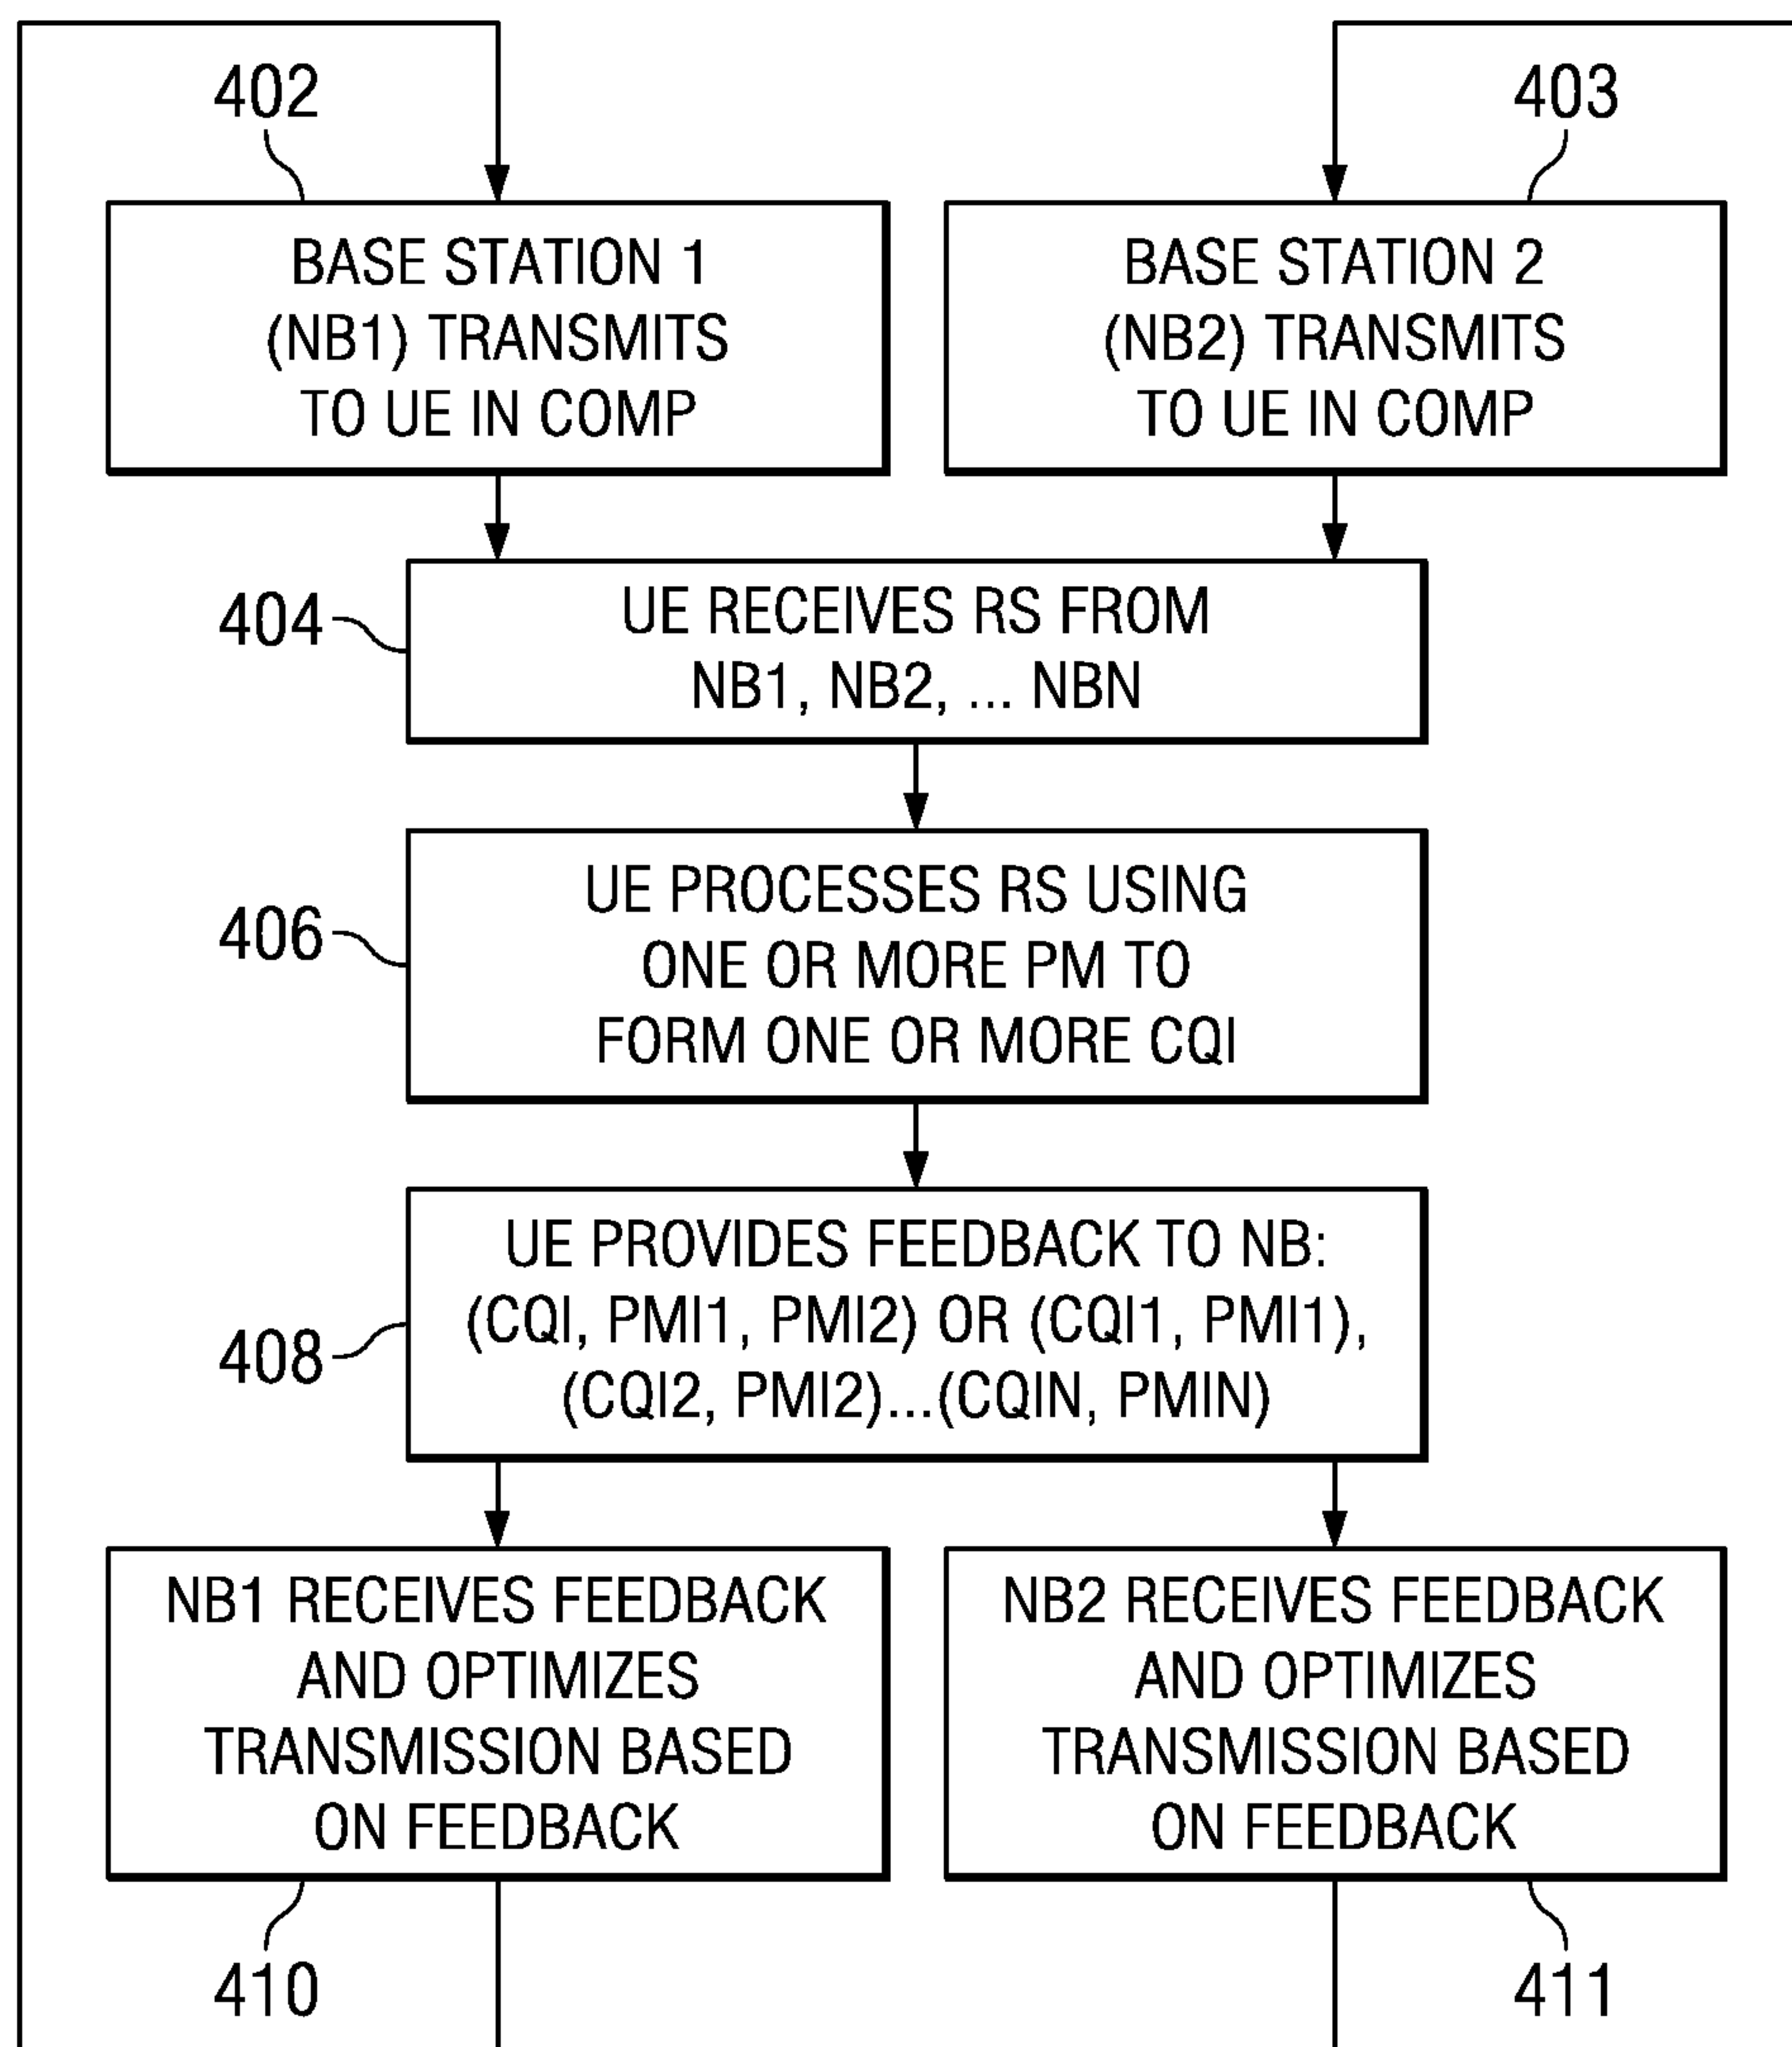 402
403
BASE STATION 1
(NB1) TRANSMITS
TO UE IN COMP
BASE STATION 2
(NB2) TRANSMITS
TO UE IN COMP
404
UE RECEIVES RS FROM
NB1, NB2, ... NBN
406
UE PROCESSES RS USING
ONE OR MORE PM TO
FORM ONE OR MORE CQI
408
UE PROVIDES FEEDBACK TO NB:
(CQI, PMI1, PMI2) OR (CQI1, PMI1),
(CQI2, PMI2)...(CQIN, PMIN)
NB1 RECEIVES FEEDBACK
AND OPTIMIZES
TRANSMISSION BASED
ON FEEDBACK
NB2 RECEIVES FEEDBACK
AND OPTIMIZES
TRANSMISSION BASED
ON FEEDBACK
410
411